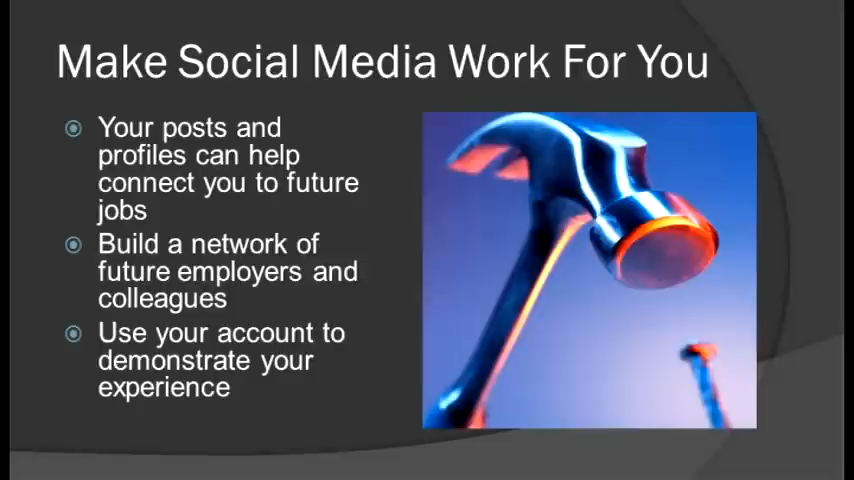 Make Social Media Work For You
Your posts and
profiles can help
connect you to future
jobs
Build a network of
future employers and
colleagues
Use your account to
demonstrate your
experience